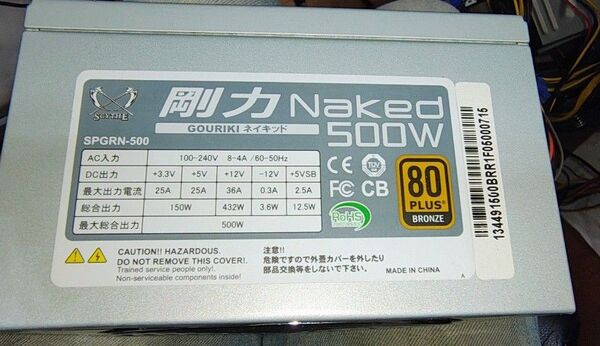 剛力 Naked
GOURIKI ネイキッド
500W
SCYTHE
SPGRN-500
AC入力 100-240V 8-4A / 60-50Hz
DC出力 +3.3V +5V +12V -12V +5VSB
最大出力電流 25A 25A 36A 0.3A 2.5A
総合出力 150W 432W 3.6W 12.5W
最大総合出力 500W
CE TÜV
FC CB
RoHS
80
PLUS
BRONZE
134491500BRR1F05000715
CAUTION!! HAZARDOUS.
DO NOT REMOVE THIS COVER!.
Trained service people only!.
Non-serviceable components inside!
注意!!
危険ですので外蓋カバーを外したり
部品交換等をしないで下さい。
MADE IN CHINA
A